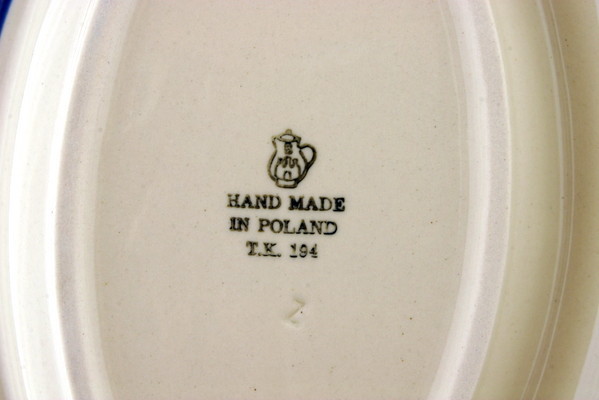 HAND MADE
IN POLAND
T.K. 194
Z